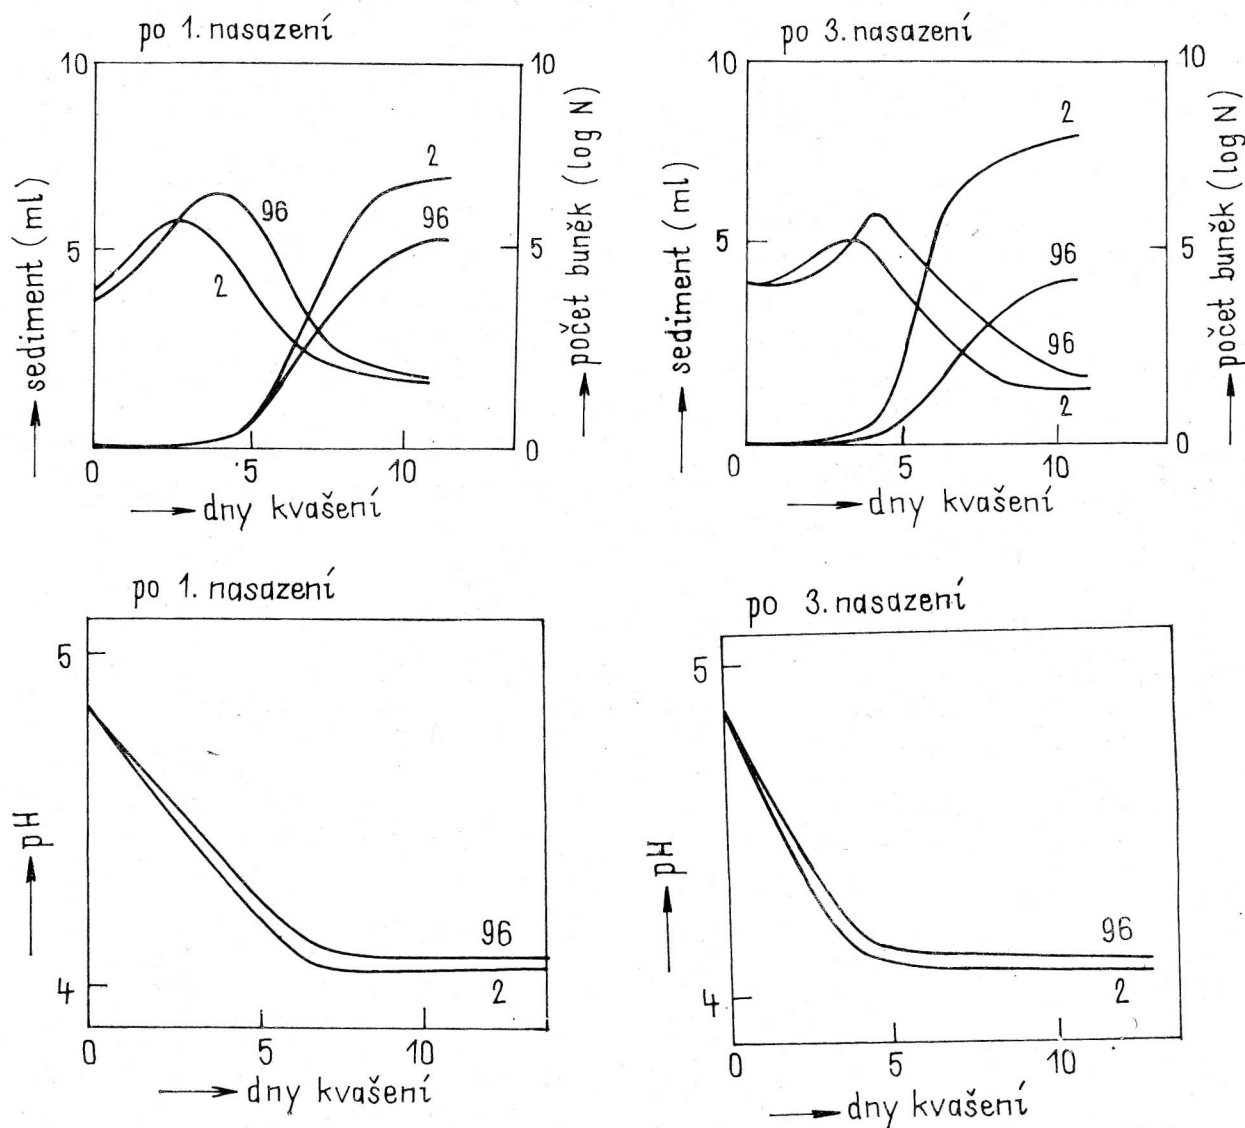 po 1. nasazení
10
5
sediment (ml)
96
2
2
96
10
5
0
počet buněk (log N)
0
5
10
dny kvašení
po 3. nasazení
10
5
sediment (ml)
2
96
96
2
10
5
0
počet buněk (log N)
0
5
10
dny kvašení
po 1. nasazení
5
4
pH
96
2
0
5
10
dny kvašení
po 3. nasazení
5
4
pH
96
2
0
5
10
dny kvašení